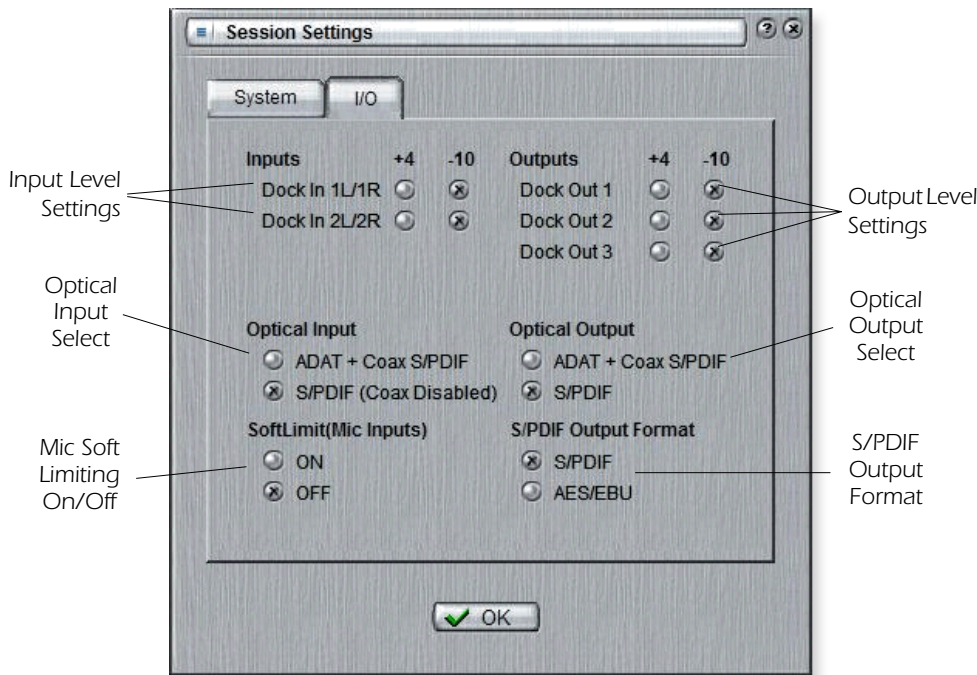 Session Settings
System
I/O
Inputs +4 -10
Dock In 1L/1R
Dock In 2L/2R
Outputs +4 -10
Dock Out 1
Dock Out 2
Dock Out 3
Input Level
Settings
Output Level
Settings
Optical
Input
Select
Optical Input
ADAT + Coax S/PDIF
S/PDIF (Coax Disabled)
Optical Output
ADAT + Coax S/PDIF
S/PDIF
Optical
Output
Select
Mic Soft
Limiting
On/Off
SoftLimit(Mic Inputs)
ON
OFF
S/PDIF Output Format
S/PDIF
AES/EBU
S/PDIF
Output
Format
OK